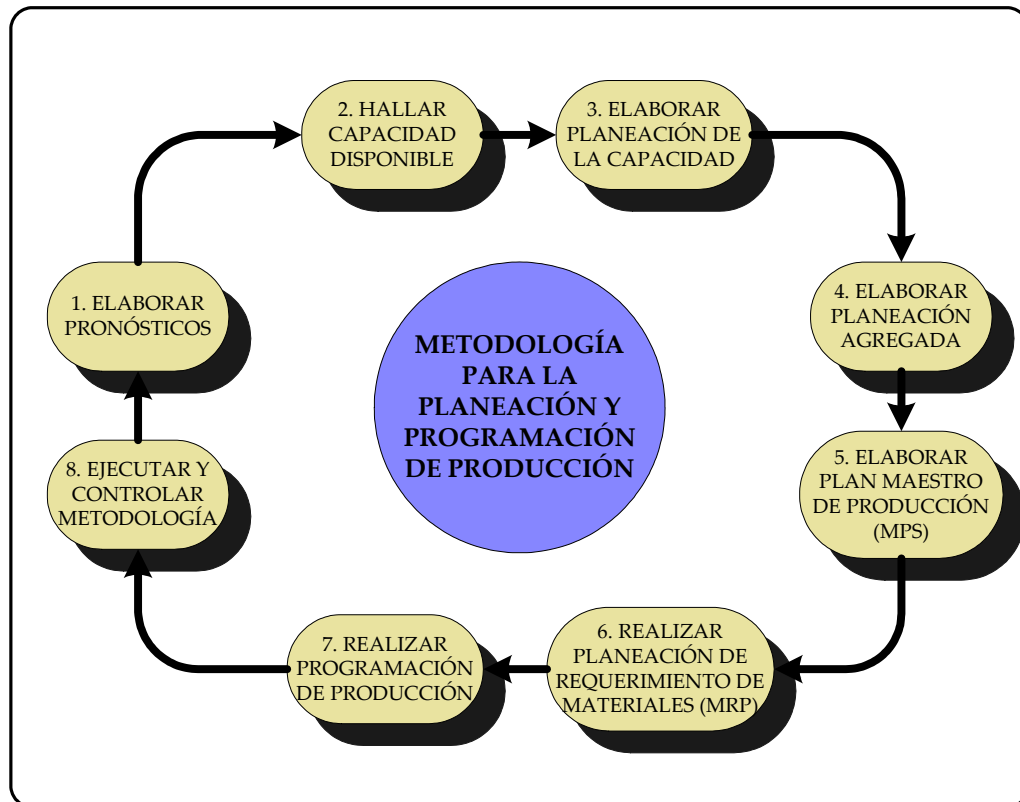 1. ELABORAR
PRONÓSTICOS
2. HALLAR
CAPACIDAD
DISPONIBLE
3. ELABORAR
PLANEACIÓN DE
LA CAPACIDAD
4. ELABORAR
PLANEACIÓN
AGREGADA
5. ELABORAR
PLAN MAESTRO
DE PRODUCCIÓN
(MPS)
6. REALIZAR
PLANEACIÓN DE
REQUERIMIENTO DE
MATERIALES (MRP)
7. REALIZAR
PROGRAMACIÓN
DE PRODUCCIÓN
8. EJECUTAR Y
CONTROLAR
METODOLOGÍA
METODOLOGÍA
PARA LA
PLANEACIÓN Y
PROGRAMACIÓN
DE PRODUCCIÓN